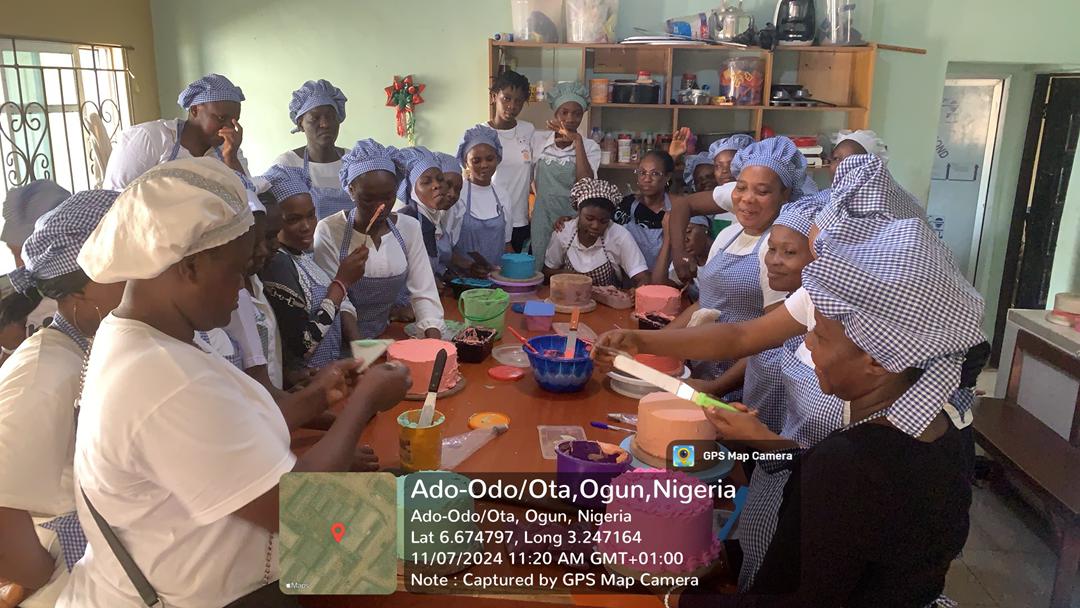 GPS Map Camera
Ado-Odo/Ota,Ogun,Nigeria
Ado-Odo/Ota, Ogun, Nigeria
Lat 6.674797, Long 3.247164
11/07/2024 11:20 AM GMT+01:00
Note : Captured by GPS Map Camera
Maps